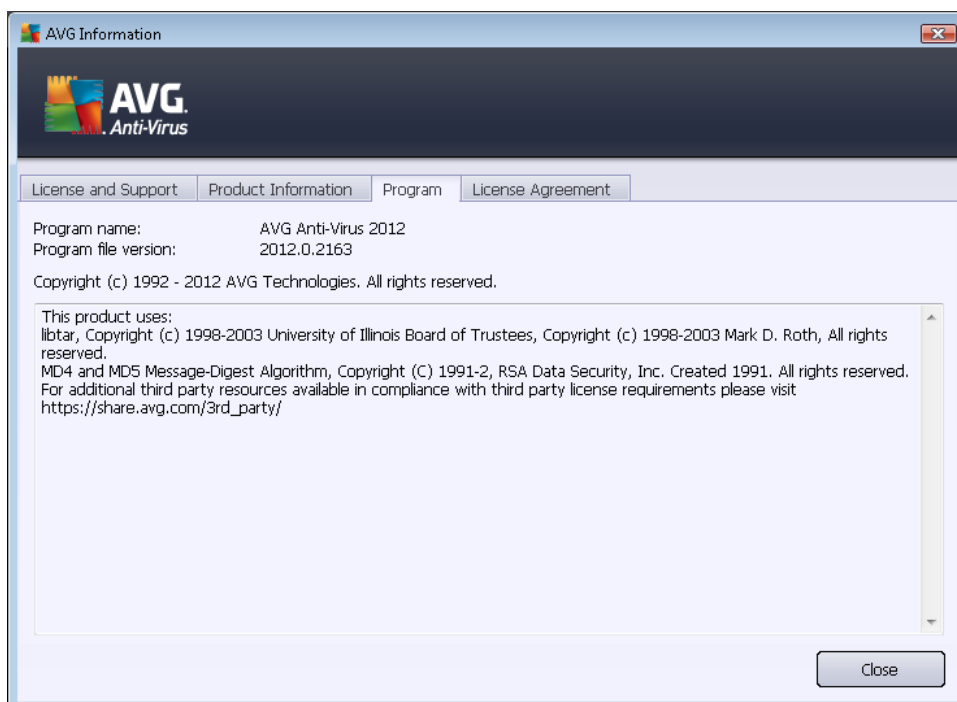 AVG Information
AVG.
Anti-Virus
License and Support
Product Information
Program
License Agreement
Program name: AVG Anti-Virus 2012
Program file version: 2012.0.2163
Copyright (c) 1992 - 2012 AVG Technologies. All rights reserved.
This product uses:
libtar, Copyright (c) 1998-2003 University of Illinois Board of Trustees, Copyright (c) 1998-2003 Mark D. Roth, All rights
reserved.
MD4 and MD5 Message-Digest Algorithm, Copyright (C) 1991-2, RSA Data Security, Inc. Created 1991. All rights reserved.
For additional third party resources available in compliance with third party license requirements please visit
https://share.avg.com/3rd_party/
Close